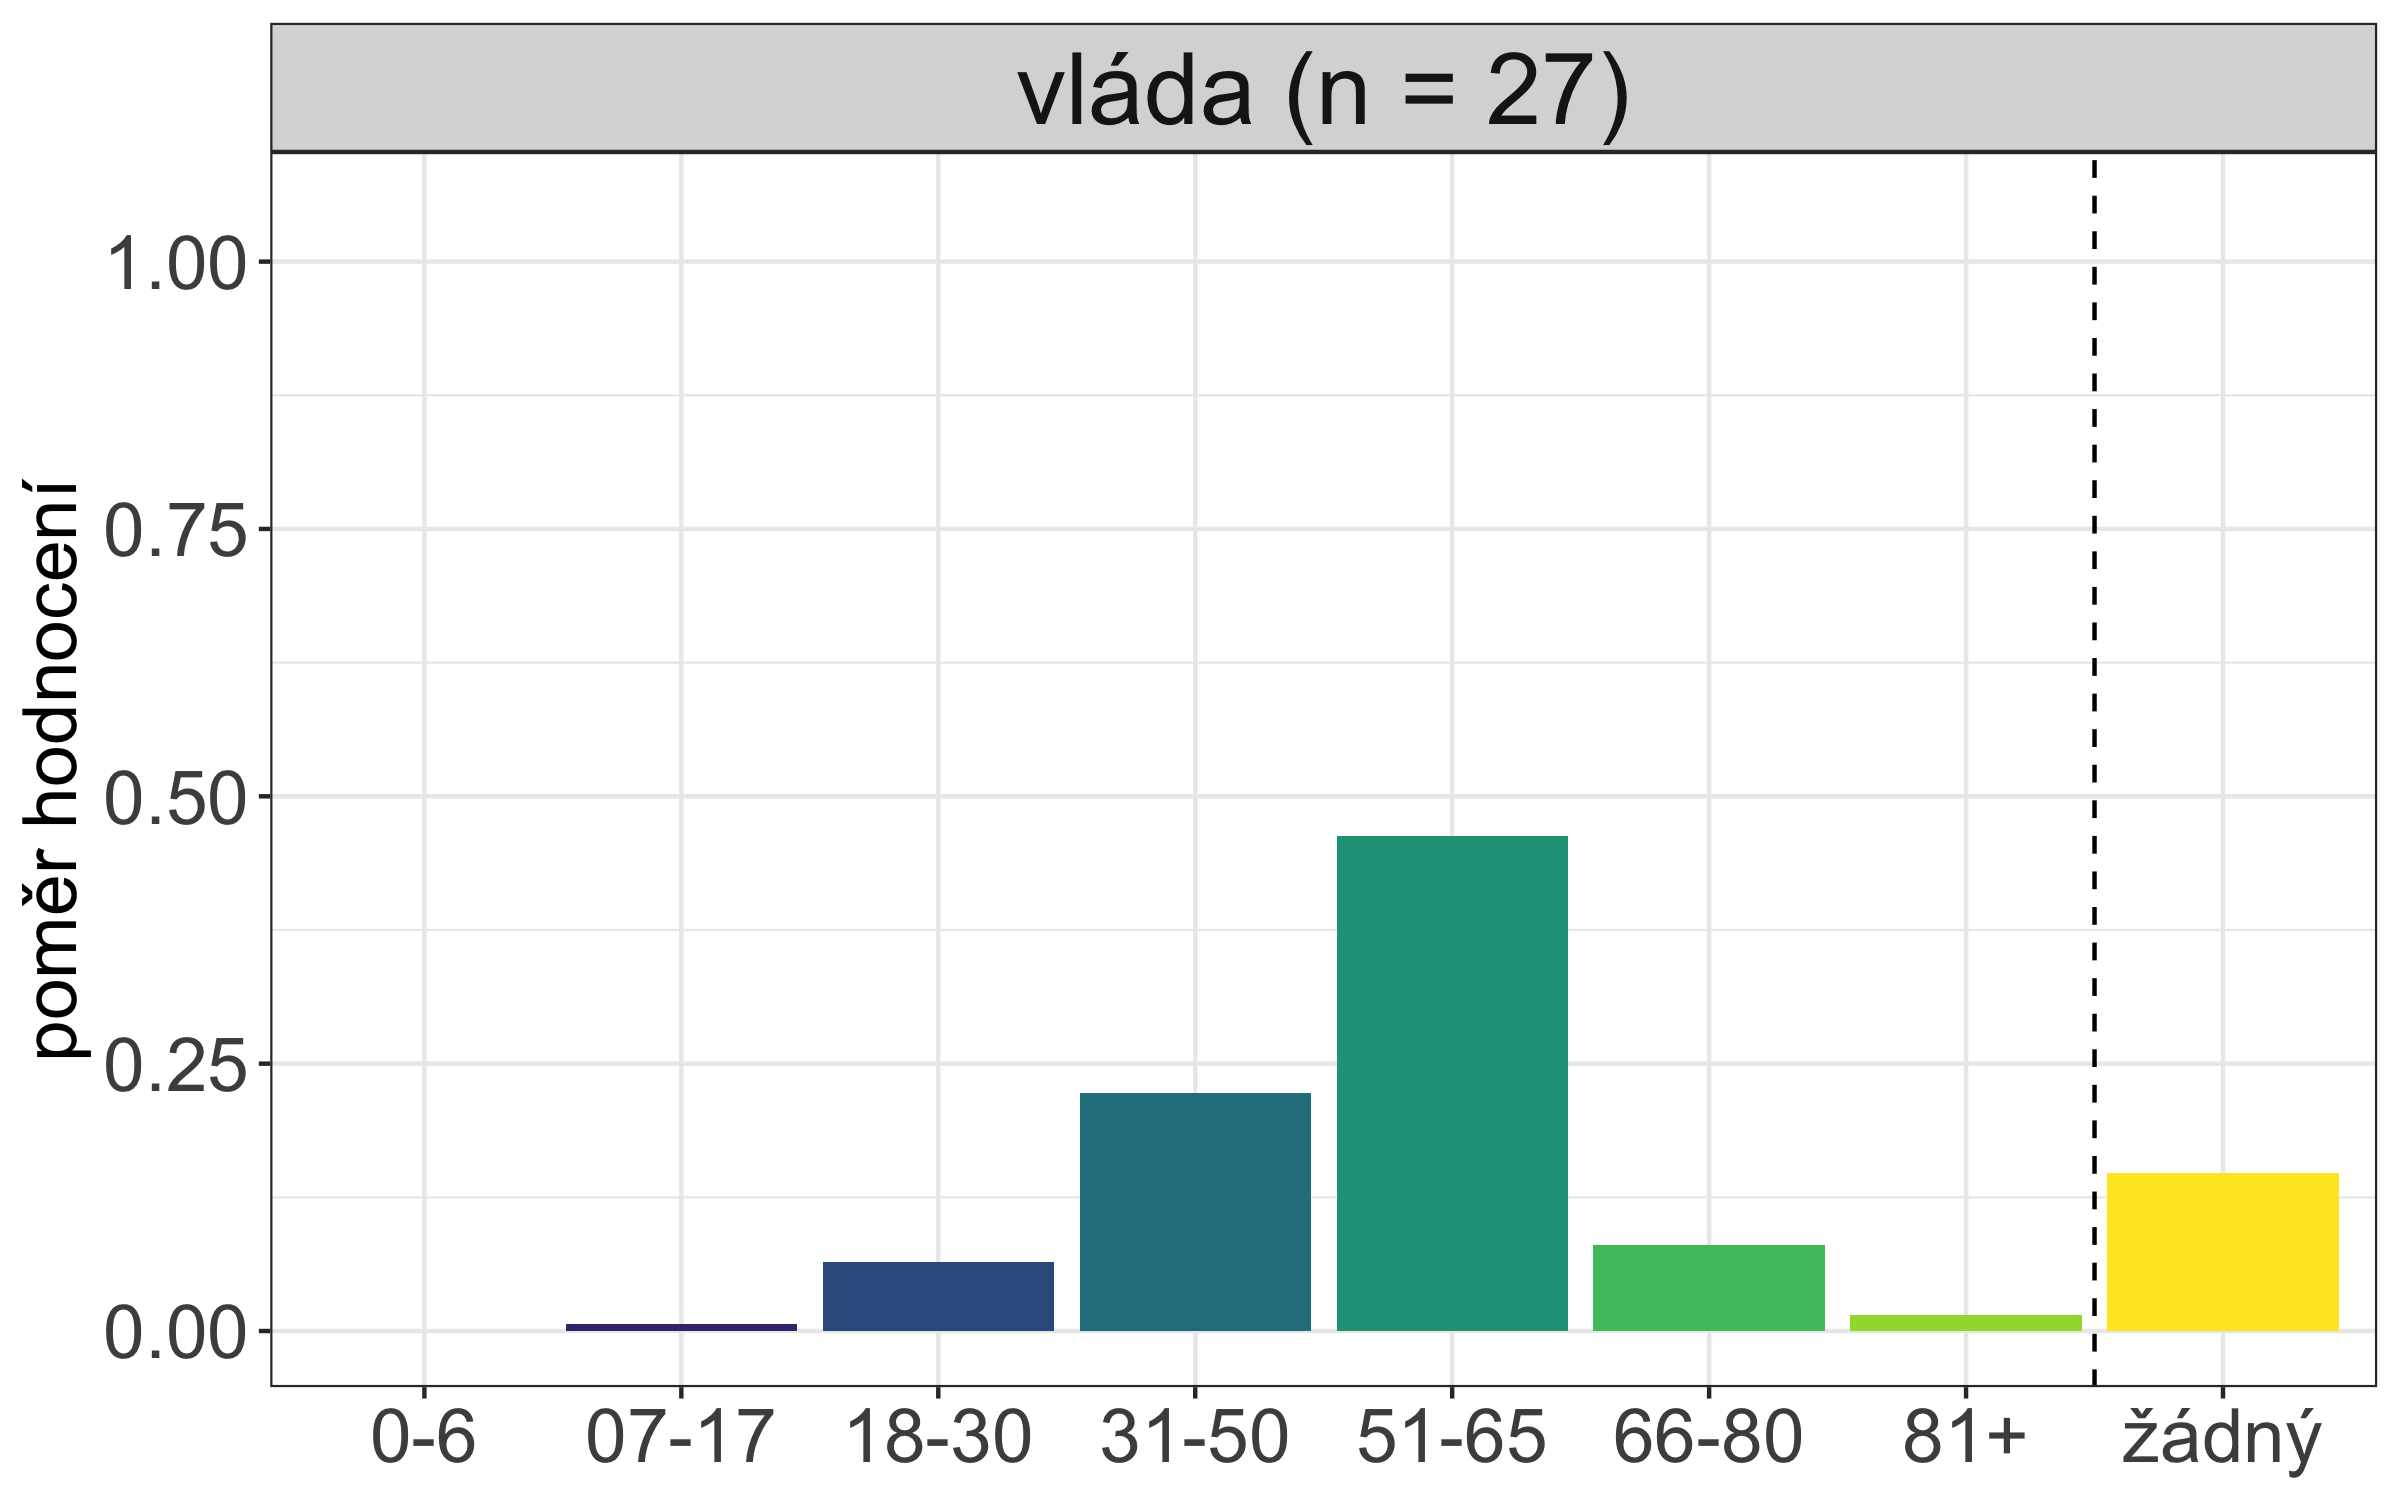 vláda (n = 27)
poměr hodnocení
1.00
0.75
0.50
0.25
0.00
0-6 07-17 18-30 31-50 51-65 66-80 81+ žádný